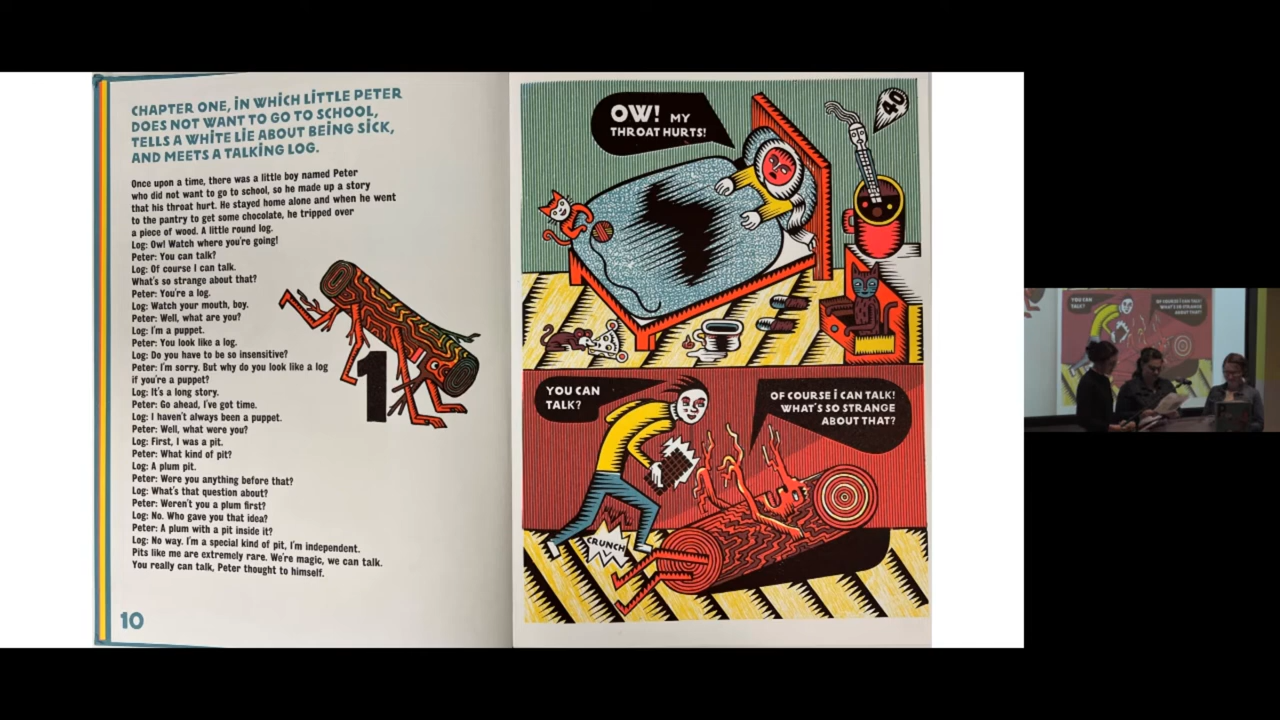 CHAPTER ONE, iN WHiCH LiTTLE PETER
DOES NOT WANT TO GO TO SCHOOL,
TELLS A WHiTE LiE ABOUT BEiNG SiCK,
AND MEETS A TALKiNG LOG.
Once upon a time, there was a little boy named Peter
who did not want to go to school, so he made up a story
that his throat hurt. He stayed home alone and when he went
to the pantry to get some chocolate, he tripped over
a piece of wood. A little round log.
Log: Ow! Watch where you're going!
Peter: You can talk?
Log: Of course I can talk.
What's so strange about that?
Peter: You're a log.
Log: Watch your mouth, boy.
Peter: Well, what are you?
Log: I'm a puppet.
Peter: You look like a log.
Log: Do you have to be so insensitive?
Peter: I'm sorry. But why do you look like a log
if you're a puppet?
Log: It's a long story.
Peter: Go ahead, I've got time.
Log: I haven't always been a puppet.
Peter: Well, what were you?
Log: First, I was a pit.
Peter: What kind of pit?
Log: A plum pit.
Peter: Were you anything before that?
Log: What's that question about?
Peter: Weren't you a plum first?
Log: No. Who gave you that idea?
Peter: A plum with a pit inside it?
Log: No way. I'm a special kind of pit, I'm independent.
Pits like me are extremely rare. We're magic, we can talk.
You really can talk, Peter thought to himself.
1
10
OW! MY
THROAT HURTS!
40
YOU CAN
TALK?
OF COURSE i CAN TALK!
WHAT'S SO STRANGE
ABOUT THAT?
CRUNCH
YOU CAN
TALK?
OF COURSE i CAN TALK!
WHAT'S STRANGE
ABOUT THAT?